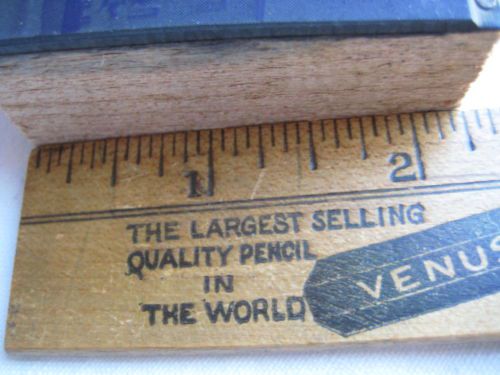 1 2
THE LARGEST SELLING
QUALITY PENCIL
IN
THE WORLD
VENUS